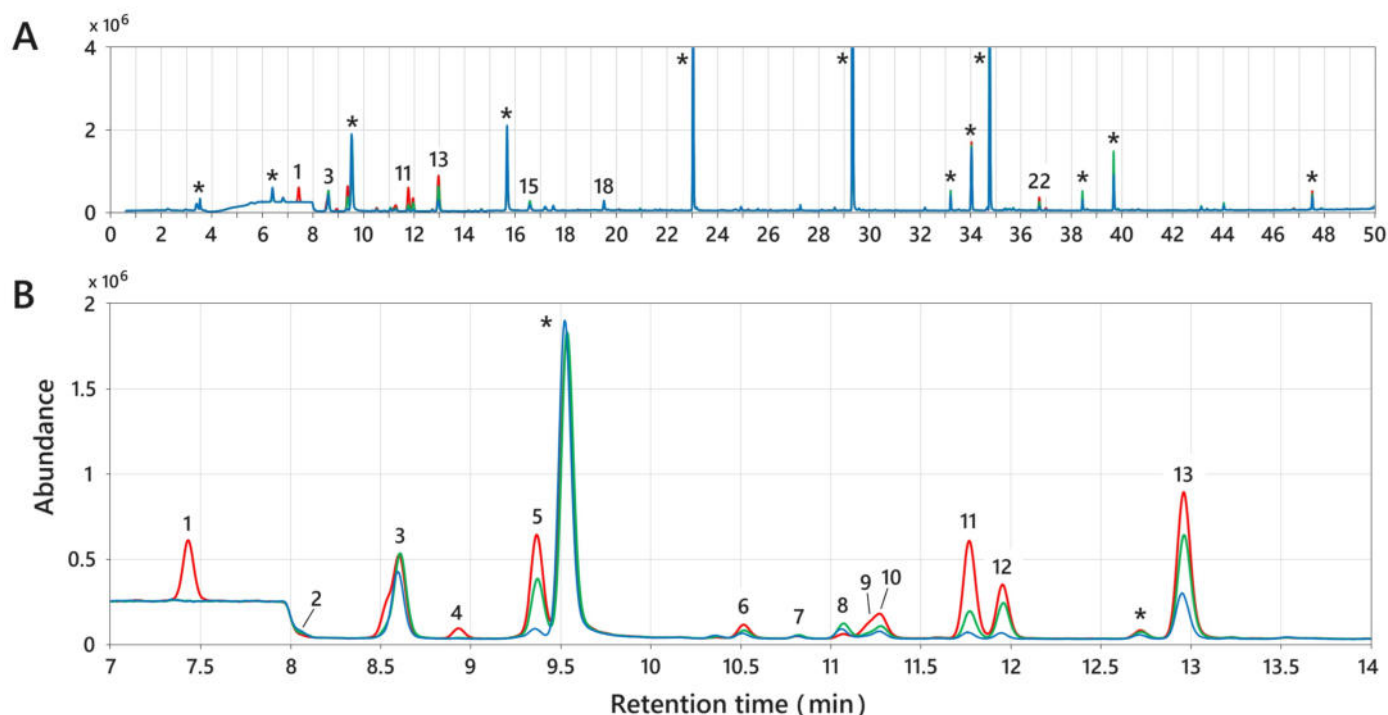 A
x 10⁶
4
2
0
* * 1 3 * 11 13 * 15 18 * * * * * 22 * * *
0 2 4 6 8 10 12 14 16 18 20 22 24 26 28 30 32 34 36 38 40 42 44 46 48 50
B
x 10⁶
2
1.5
1
0.5
0
Abundance
1 2 3 4 5 * 6 7 8 9 10 11 12 * 13
7 7.5 8 8.5 9 9.5 10 10.5 11 11.5 12 12.5 13 13.5 14
Retention time (min)